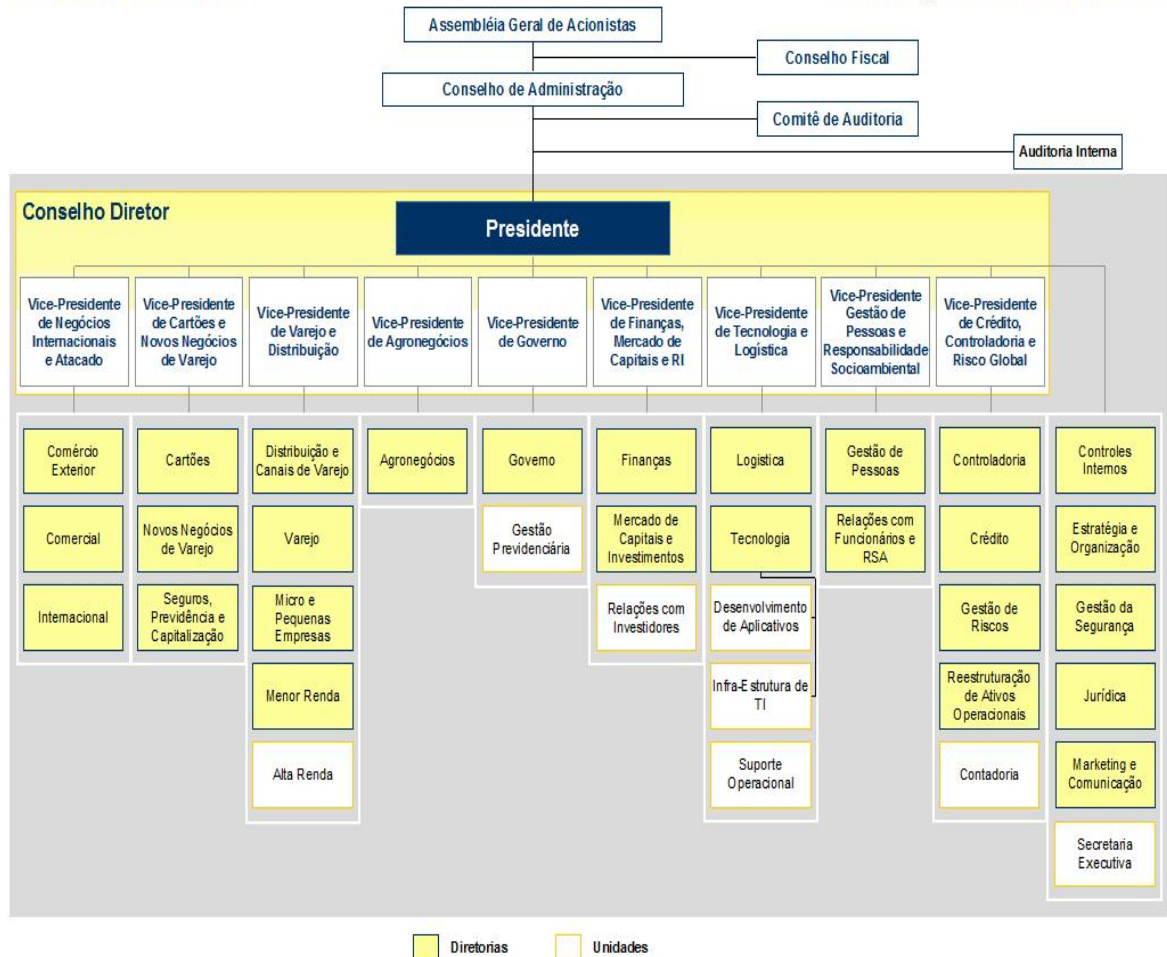 Assembléia Geral de Acionistas
Conselho Fiscal
Conselho de Administração
Comitê de Auditoria
Auditoria Interna
Conselho Diretor
Presidente
Vice-Presidente
de Negócios
Internacionais
e Atacado
Vice-Presidente
de Cartões e
Novos Negócios
de Varejo
Vice-Presidente
de Varejo e
Distribuição
Vice-Presidente
de Agronegócios
Vice-Presidente
de Governo
Vice-Presidente
de Finanças,
Mercado de
Capitais e RI
Vice-Presidente
de Tecnologia e
Logística
Vice-Presidente
Gestão de
Pessoas e
Responsabilidade
Socioambiental
Vice-Presidente
de Crédito,
Controladoria e
Risco Global
Comércio
Exterior
Comercial
Internacional
Cartões
Novos Negócios
de Varejo
Seguros,
Previdência e
Capitalização
Distribuição e
Canais de Varejo
Varejo
Micro e
Pequenas
Empresas
Menor Renda
Alta Renda
Agronegócios
Governo
Gestão
Previdenciária
Finanças
Mercado de
Capitais e
Investimentos
Relações com
Investidores
Logistica
Tecnologia
Desenvolvimento
de Aplicativos
Infra-Estrutura de
TI
Suporte
Operacional
Gestão de
Pessoas
Relações com
Funcionários e
RSA
Controladoria
Crédito
Gestão de
Riscos
Reestruturação
de Ativos
Operacionais
Contadoria
Controles
Internos
Estratégia e
Organização
Gestão da
Segurança
Jurídica
Marketing e
Comunicação
Secretaria
Executiva
Diretorias
Unidades